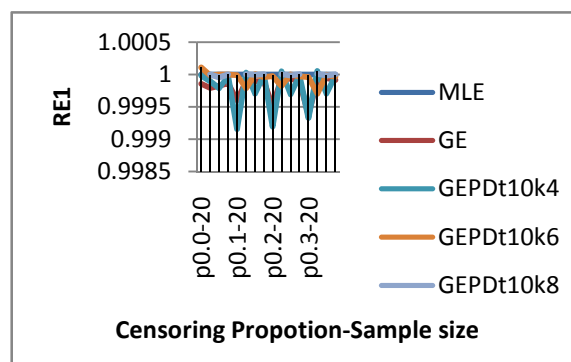 1.0005
1
0.9995
0.999
0.9985
RE1
p0.0-20
p0.1-20
p0.2-20
p0.3-20
Censoring Propotion-Sample size
MLE
GE
GEPDt10k4
GEPDt10k6
GEPDt10k8